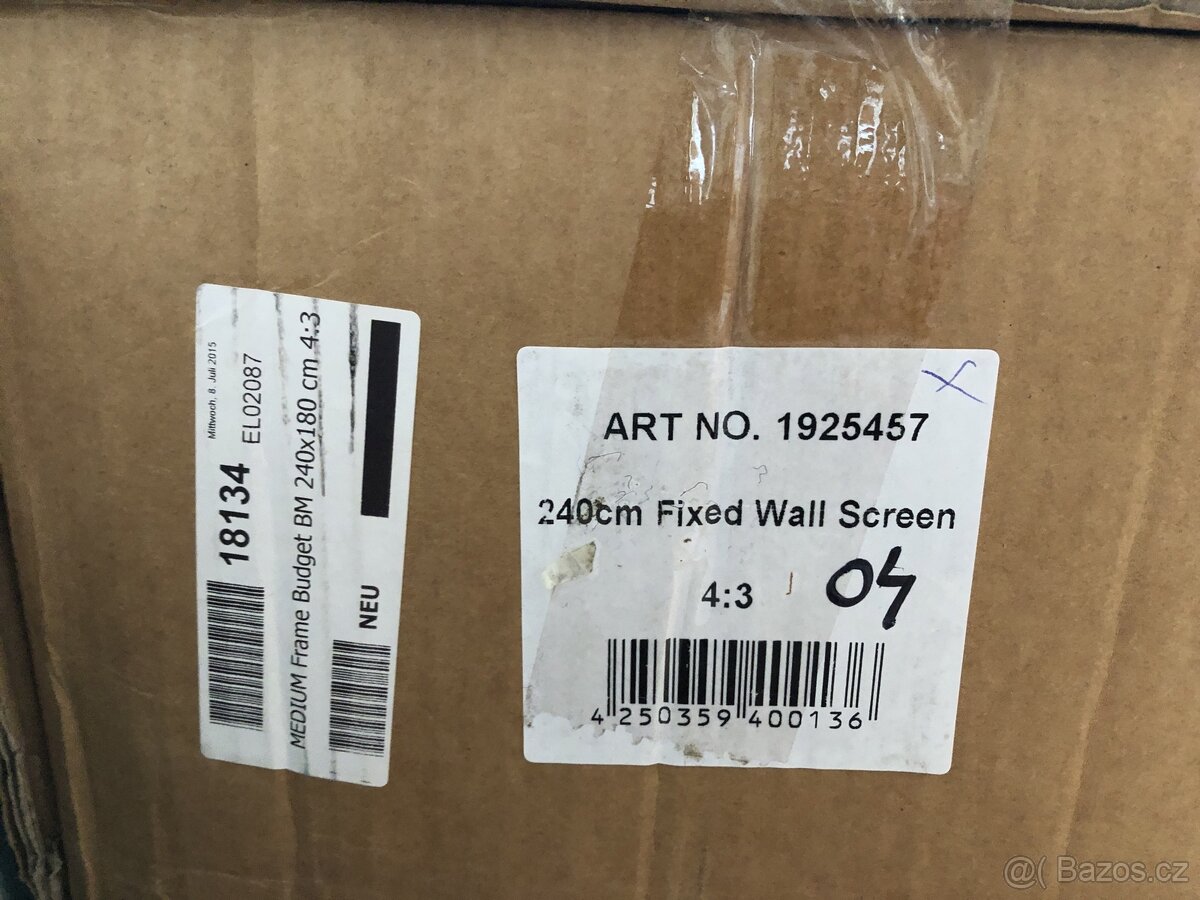 Mittwoch, 8. Juli 2015
18134 EL02087
MEDIUM Frame Budget BM 240x180 cm 4:3
NEU
ART NO. 1925457
240cm Fixed Wall Screen
4:3
04
4 250359 400136
@( Bazos.cz